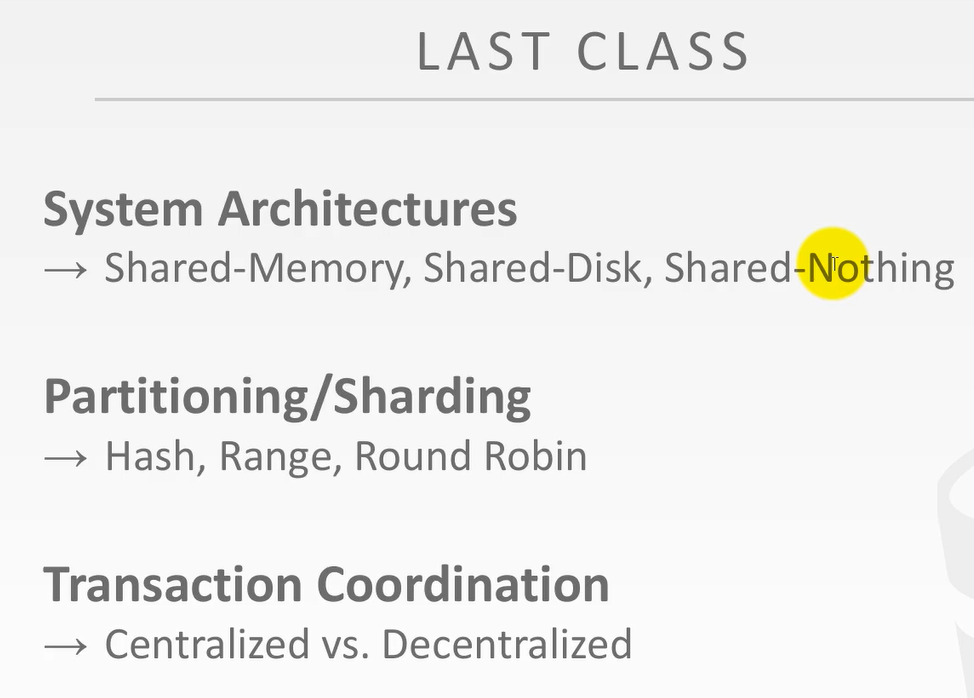 LAST CLASS
System Architectures
→ Shared-Memory, Shared-Disk, Shared-Nothing
Partitioning/Sharding
→ Hash, Range, Round Robin
Transaction Coordination
→ Centralized vs. Decentralized